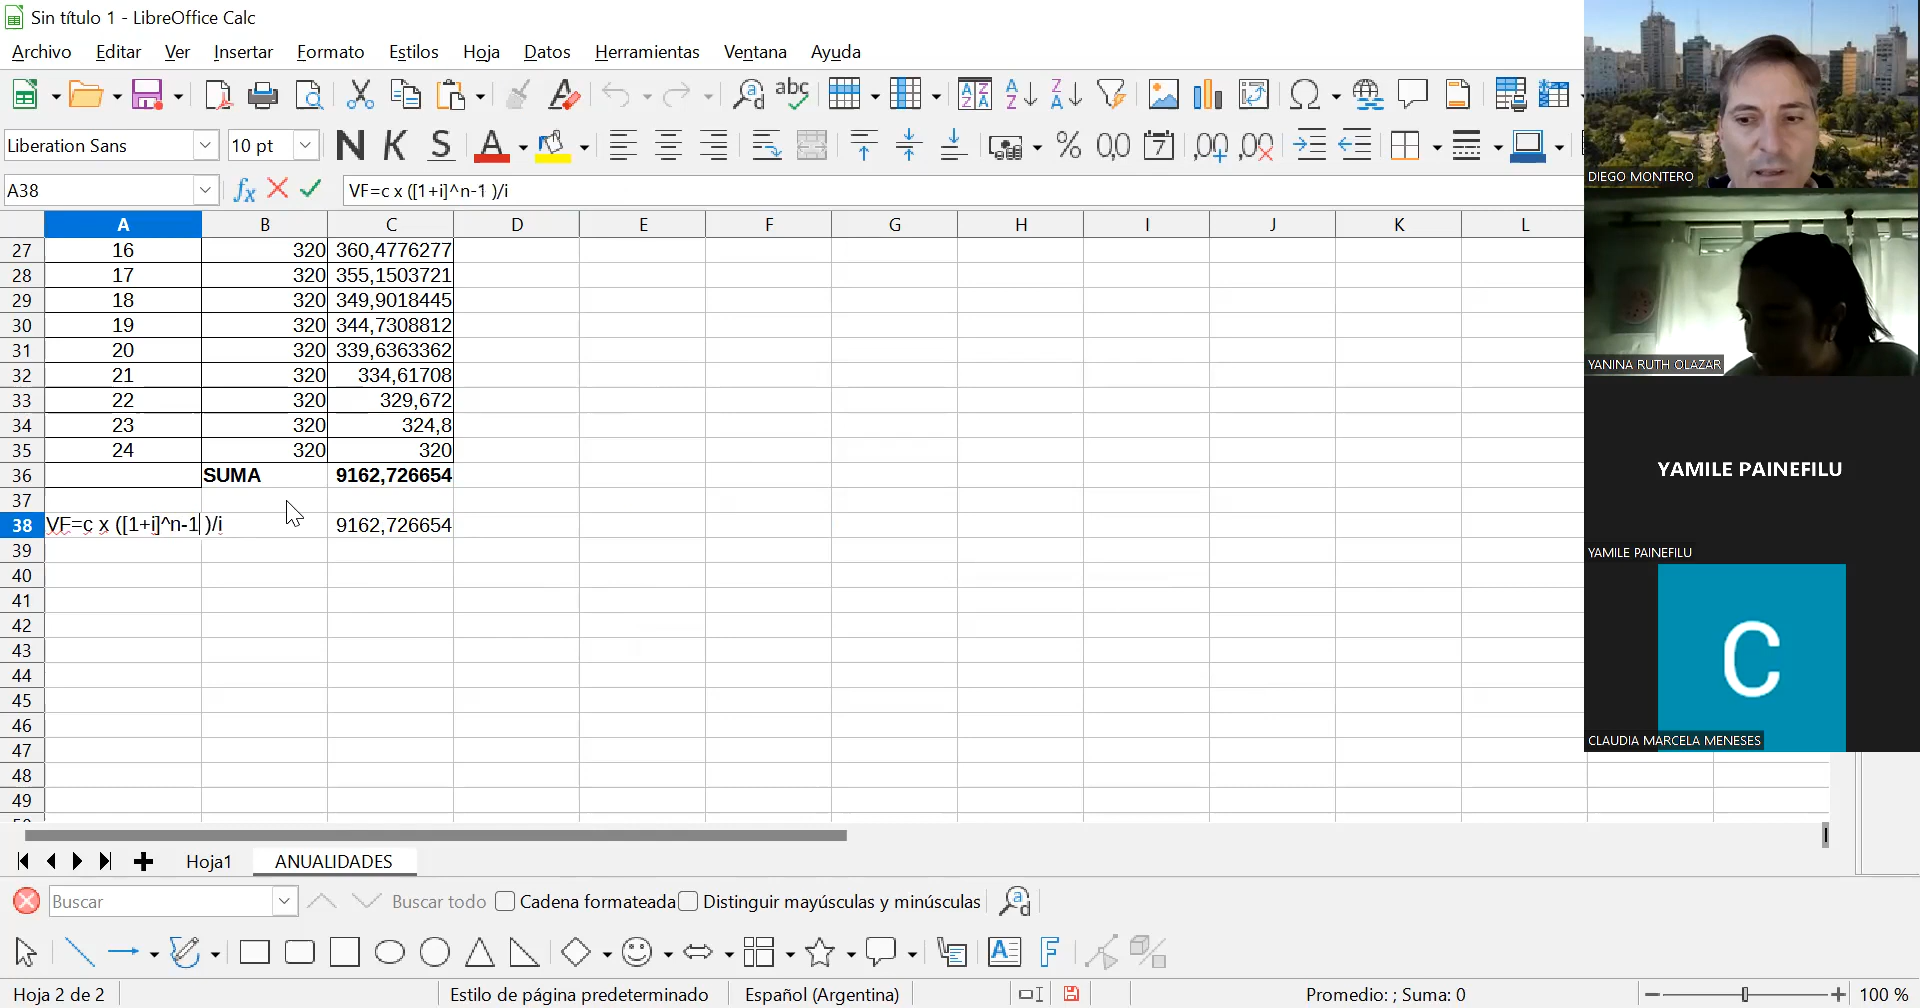 Sin título 1 - LibreOffice Calc
Archivo Editar Ver Insertar Formato Estilos Hoja Datos Herramientas Ventana Ayuda
Liberation Sans 10 pt N K S A
A38 fx VF=c x ([1+i]^n-1 )/i
A B C D E F G H I J K L
27 16 320 360,4776277
28 17 320 355,1503721
29 18 320 349,9018445
30 19 320 344,7308812
31 20 320 339,6363362
32 21 320 334,61708
33 22 320 329,672
34 23 320 324,8
35 24 320 320
36 SUMA 9162,726654
37
38 VF=c x ([1+i]^n-1 )/i 9162,726654
39
40
41
42
43
44
45
46
47
48
49
DIEGO MONTERO
YANINA RUTH OLAZAR
YAMILE PAINEFILU
YAMILE PAINEFILU
C
CLAUDIA MARCELA MENESES
Hoja1 ANUALIDADES
Buscar Buscar todo Cadena formateada Distinguir mayúsculas y minúsculas
Hoja 2 de 2 Estilo de página predeterminado Español (Argentina) Promedio: ; Suma: 0 100 %